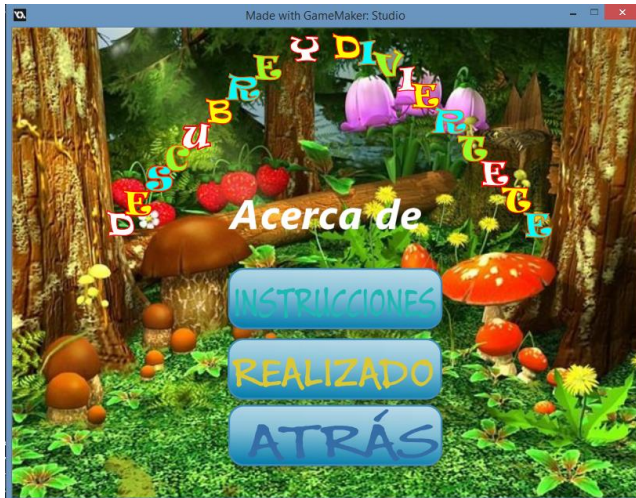 Made with GameMaker: Studio
DESCUBRE Y DIVIERTETE
Acerca de
INSTRUCCIONES
REALIZADO
ATRÁS